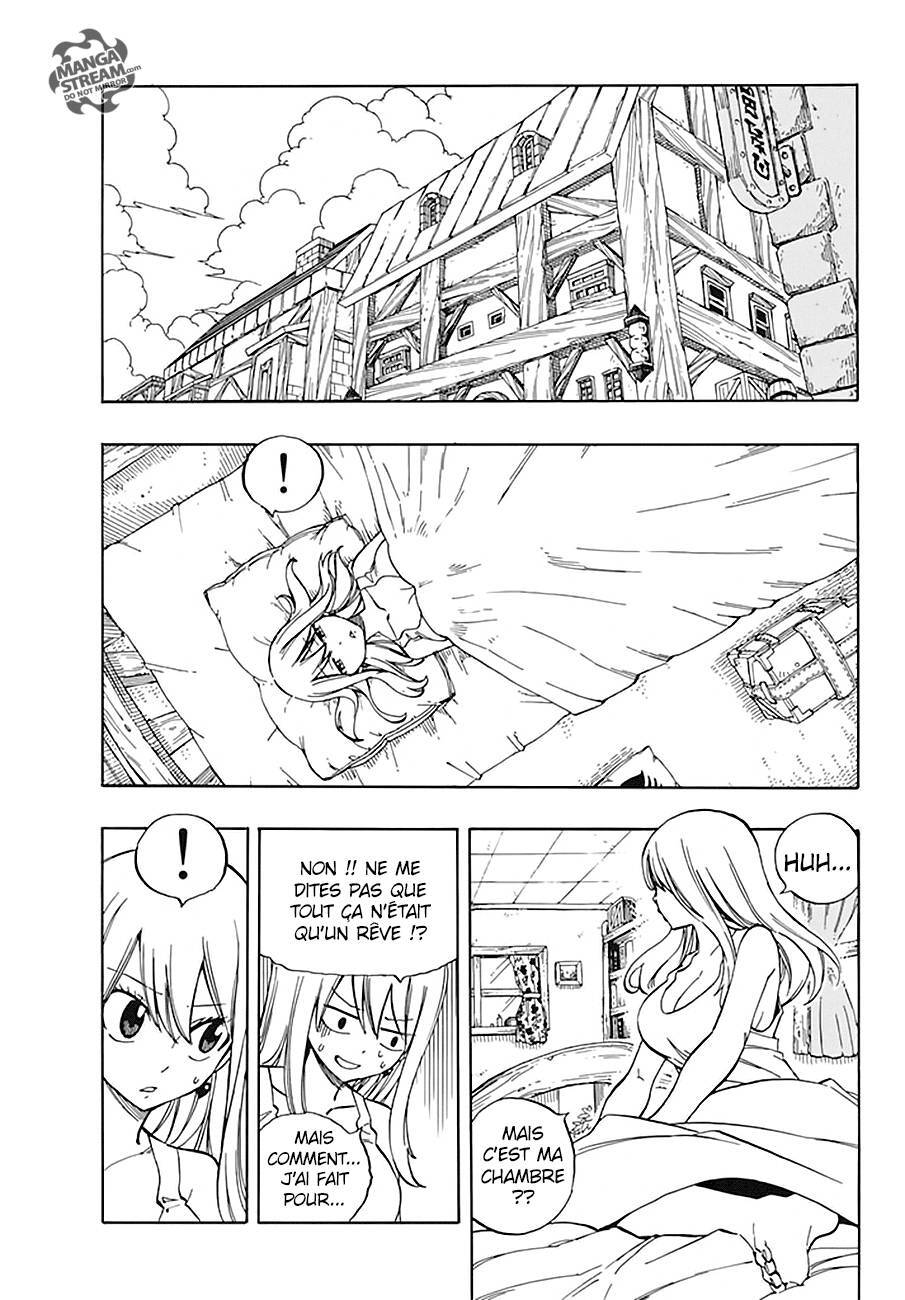 MANGA
STREAM.com
DO NOT MIRROR
!
HUH...
MAIS
C'EST MA
CHAMBRE
??
NON !! NE ME
DITES PAS QUE
TOUT ÇA N'ÉTAIT
QU'UN RÊVE !?
MAIS
COMMENT...
J'AI FAIT
POUR...
!